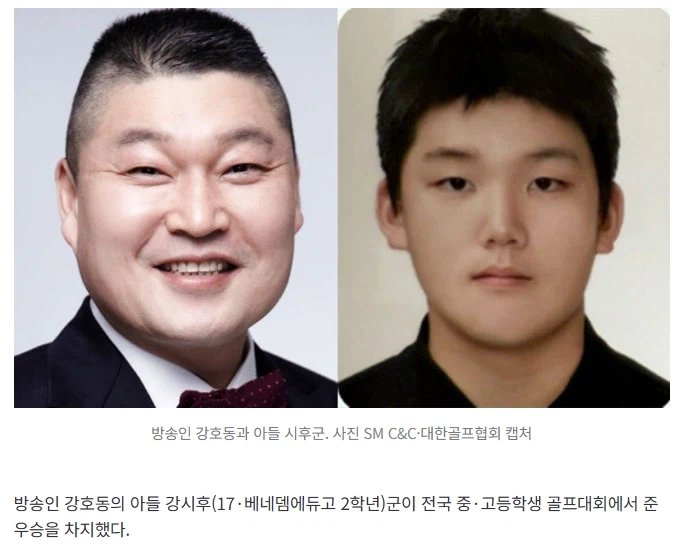 방송인 강호동과 아들 시후군. 사진 SM C&C·대한골프협회 캡처
방송인 강호동의 아들 강시후(17·베네뎀에듀고 2학년)군이 전국 중·고등학생 골프대회에서 준
우승을 차지했다.